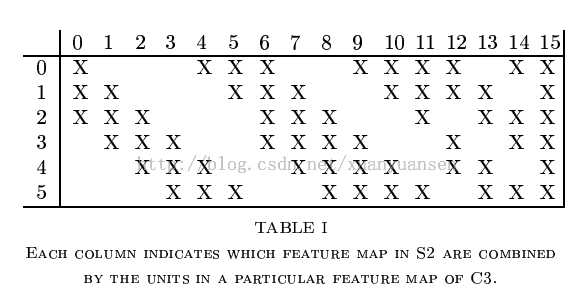 0 1 2 3 4 5 6 7 8 9 10 11 12 13 14 15
0 X X X X X X X X X X
1 X X X X X X X X X X
2 X X X X X X X X X X
3 X X X X X X X X X X
http://blog.csdn.net/xuanyuansen
4 X X X X X X X X X X
5 X X X X X X X X X X
TABLE I
EACH COLUMN INDICATES WHICH FEATURE MAP IN S2 ARE COMBINED
BY THE UNITS IN A PARTICULAR FEATURE MAP OF C3.